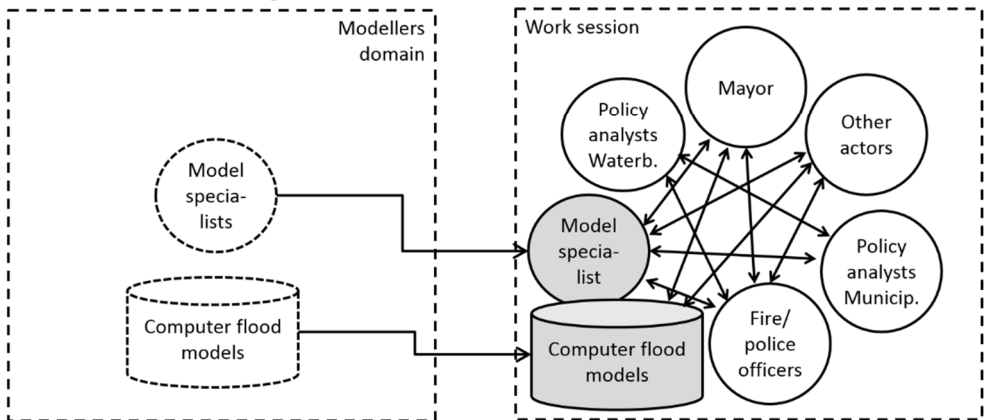 Modellers
domain
Model
specia-
lists
Computer flood
models
Work session
Mayor
Policy
analysts
Waterb.
Other
actors
Model
specia-
list
Policy
analysts
Municip.
Fire/
police
officers
Computer flood
models